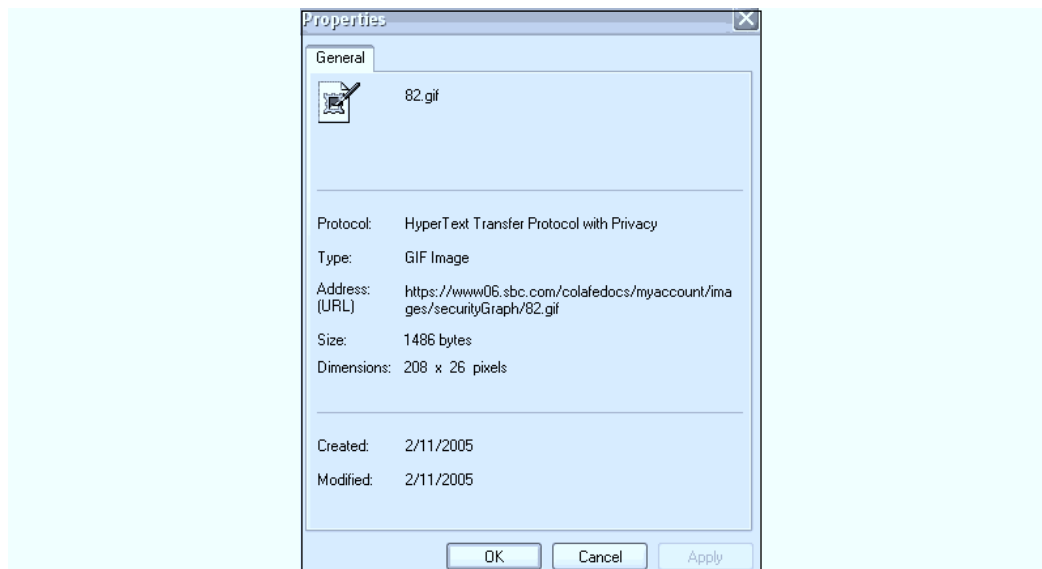 Properties
General
82.gif
Protocol: HyperText Transfer Protocol with Privacy
Type: GIF Image
Address: (URL) https://www06.sbc.com/colafedocs/myaccount/ima
ges/securityGraph/82.gif
Size: 1486 bytes
Dimensions: 208 x 26 pixels
Created: 2/11/2005
Modified: 2/11/2005
OK Cancel Apply